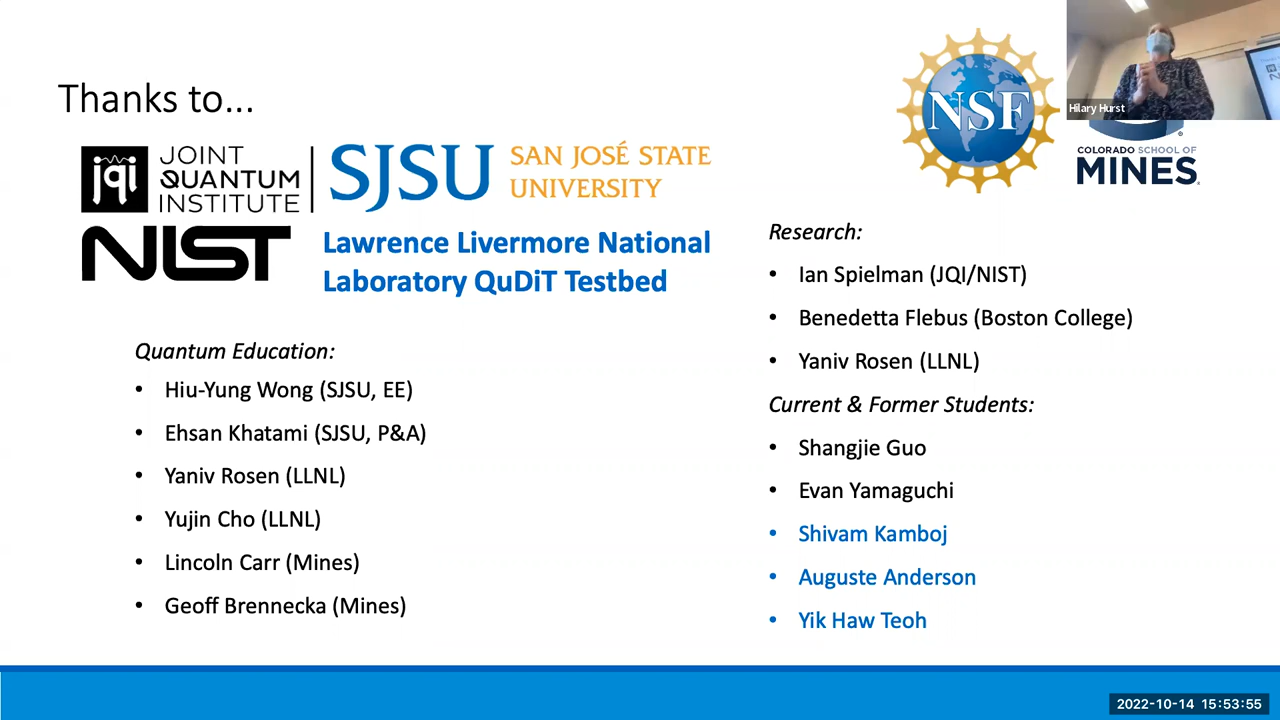 Thanks to...
jqi
JOINT
QUANTUM
INSTITUTE
SJSU
SAN JOSÉ STATE
UNIVERSITY
NIST
Lawrence Livermore National
Laboratory QuDiT Testbed
NSF
Hilary Hurst
COLORADO SCHOOL OF
MINES
Quantum Education:
• Hiu-Yung Wong (SJSU, EE)
• Ehsan Khatami (SJSU, P&A)
• Yaniv Rosen (LLNL)
• Yujin Cho (LLNL)
• Lincoln Carr (Mines)
• Geoff Brennecka (Mines)
Research:
• Ian Spielman (JQI/NIST)
• Benedetta Flebus (Boston College)
• Yaniv Rosen (LLNL)
Current & Former Students:
• Shangjie Guo
• Evan Yamaguchi
• Shivam Kamboj
• Auguste Anderson
• Yik Haw Teoh
2022-10-14 15:53:55